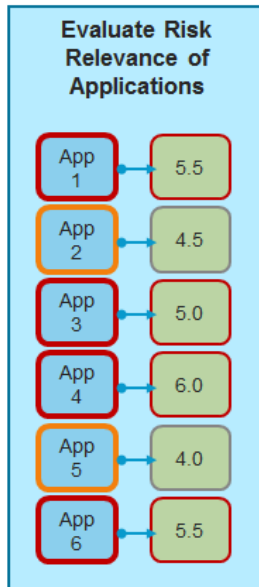 Evaluate Risk
Relevance of
Applications
App
1
5.5
App
2
4.5
App
3
5.0
App
4
6.0
App
5
4.0
App
6
5.5